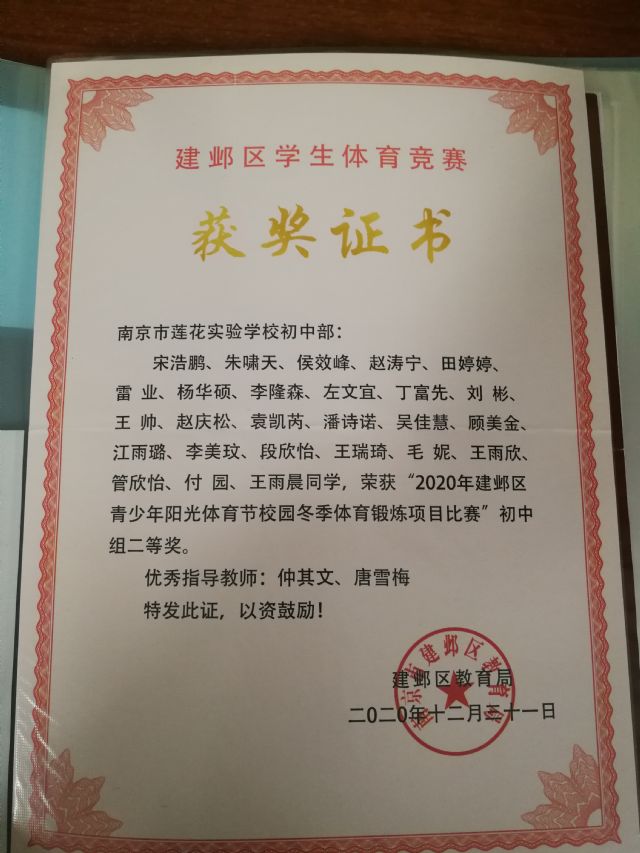 建邺区学生体育竞赛
获奖证书
南京市莲花实验学校初中部：
宋浩鹏、朱啸天、侯效峰、赵涛宁、田婷婷、
雷 业、杨华硕、李隆森、左文宜、丁富先、刘 彬、
王 帅、赵庆松、袁凯芮、潘诗诺、吴佳慧、顾美金、
江雨璐、李美玟、段欣怡、王瑞琦、毛 妮、王雨欣、
管欣怡、付 园、王雨晨同学，荣获“2020年建邺区
青少年阳光体育节校园冬季体育锻炼项目比赛”初中
组二等奖。
优秀指导教师：仲其文、唐雪梅
特发此证，以资鼓励！
南京市建邺区教育局
建邺区教育局
二〇二〇年十二月三十一日